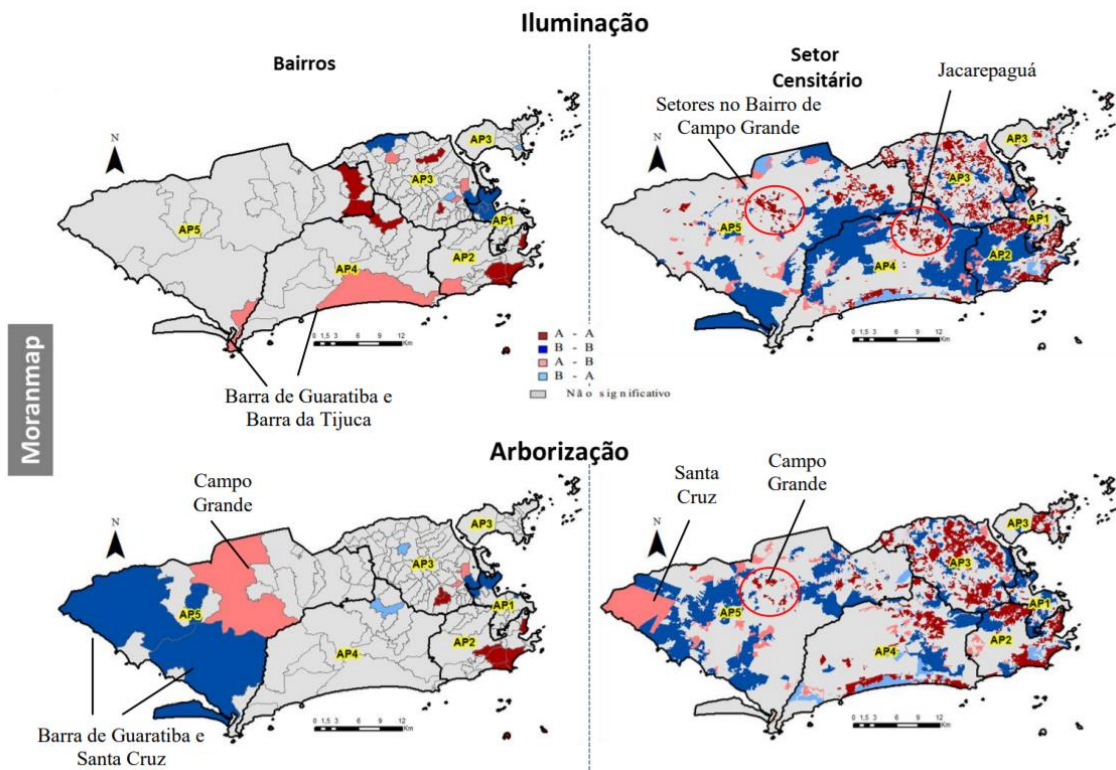 Iluminação
Bairros
Setor
Censitário
Jacarepaguá
Setores no Bairro de
Campo Grande
N
AP3
AP3
AP1
AP5
AP2
AP4
0 1,5 3 6 9 12
Km
Barra de Guaratiba e
Barra da Tijuca
N
AP3
AP3
AP1
AP5
AP2
AP4
0 1,5 3 6 9 12
Km
A - A
B - B
A - B
B - A
Não significativo
Moranmap
Arborização
Campo
Grande
Santa
Cruz
Campo
Grande
N
AP3
AP3
AP1
AP5
AP2
AP4
0 1,5 3 6 9 12
Km
Barra de Guaratiba e
Santa Cruz
N
AP3
AP3
AP1
AP5
AP2
AP4
0 1,5 3 6 9 12
Km